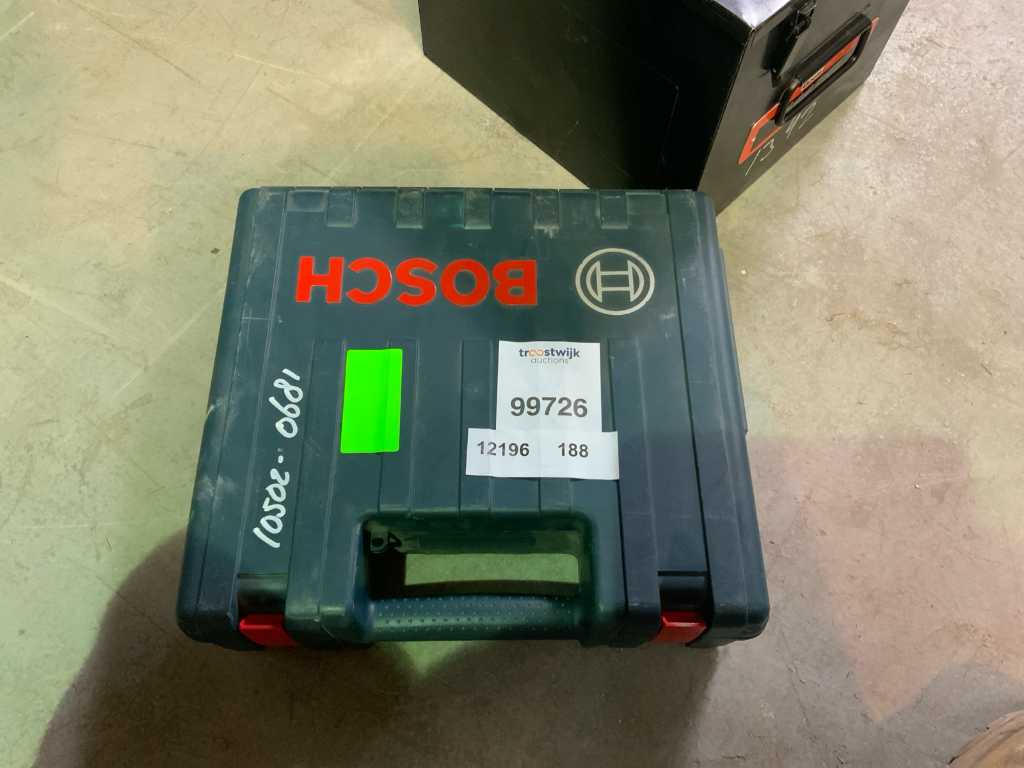 BOSCH
troostwijk
auctions
99726
12196 188
10502-0681